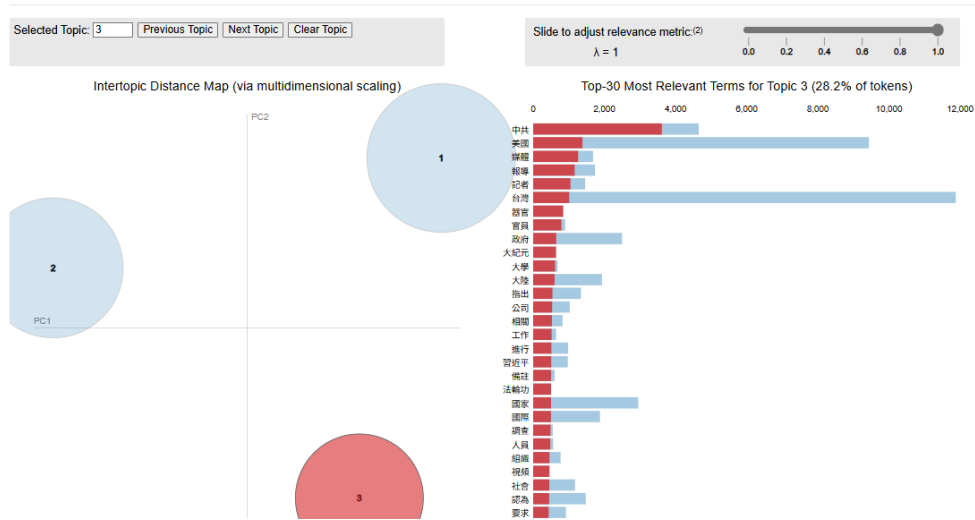 Selected Topic: 3 Previous Topic Next Topic Clear Topic
Slide to adjust relevance metric:(2)
λ = 1
0.0 0.2 0.4 0.6 0.8 1.0
Intertopic Distance Map (via multidimensional scaling)
PC2
PC1
1
2
3
Top-30 Most Relevant Terms for Topic 3 (28.2% of tokens)
0 2,000 4,000 6,000 8,000 10,000 12,000
中共
美國
媒體
報導
記者
台灣
器官
官員
政府
大紀元
大學
大陸
指出
公司
相關
工作
進行
習近平
備註
法輪功
國家
國際
調查
人員
組織
視頻
社會
認為
要求